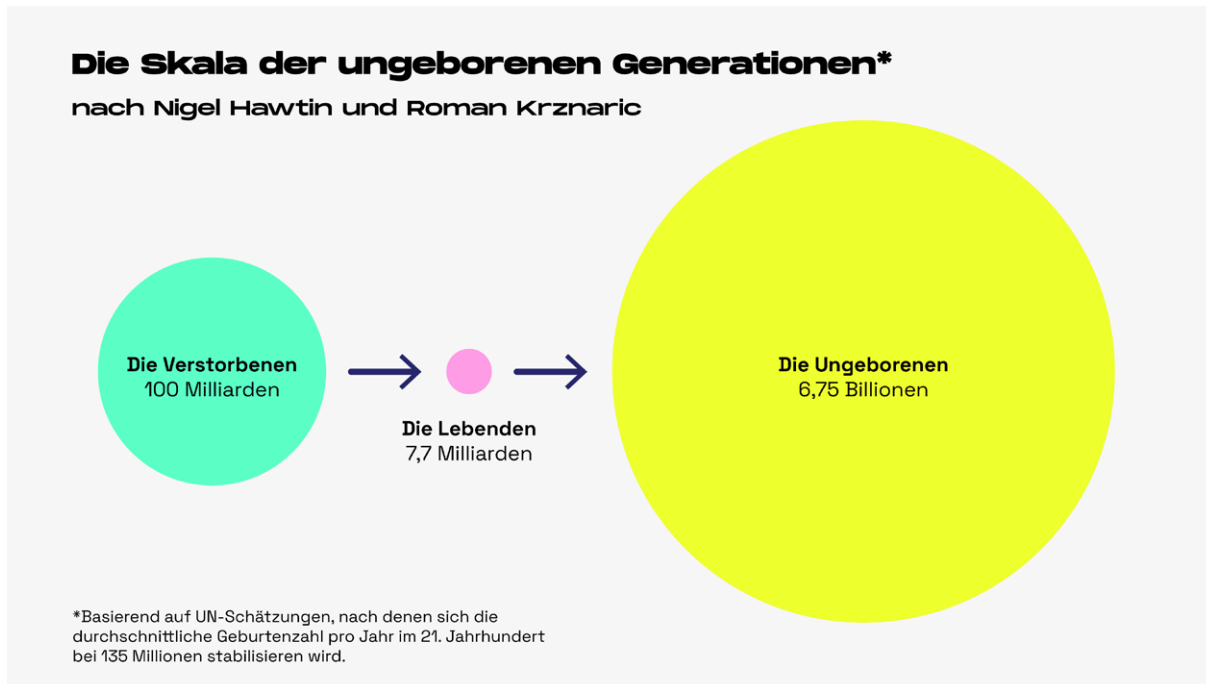 Die Skala der ungeborenen Generationen*
nach Nigel Hawtin und Roman Krznaric
Die Verstorbenen
100 Milliarden
Die Lebenden
7,7 Milliarden
Die Ungeborenen
6,75 Billionen
*Basierend auf UN-Schätzungen, nach denen sich die
durchschnittliche Geburtenzahl pro Jahr im 21. Jahrhundert
bei 135 Millionen stabilisieren wird.